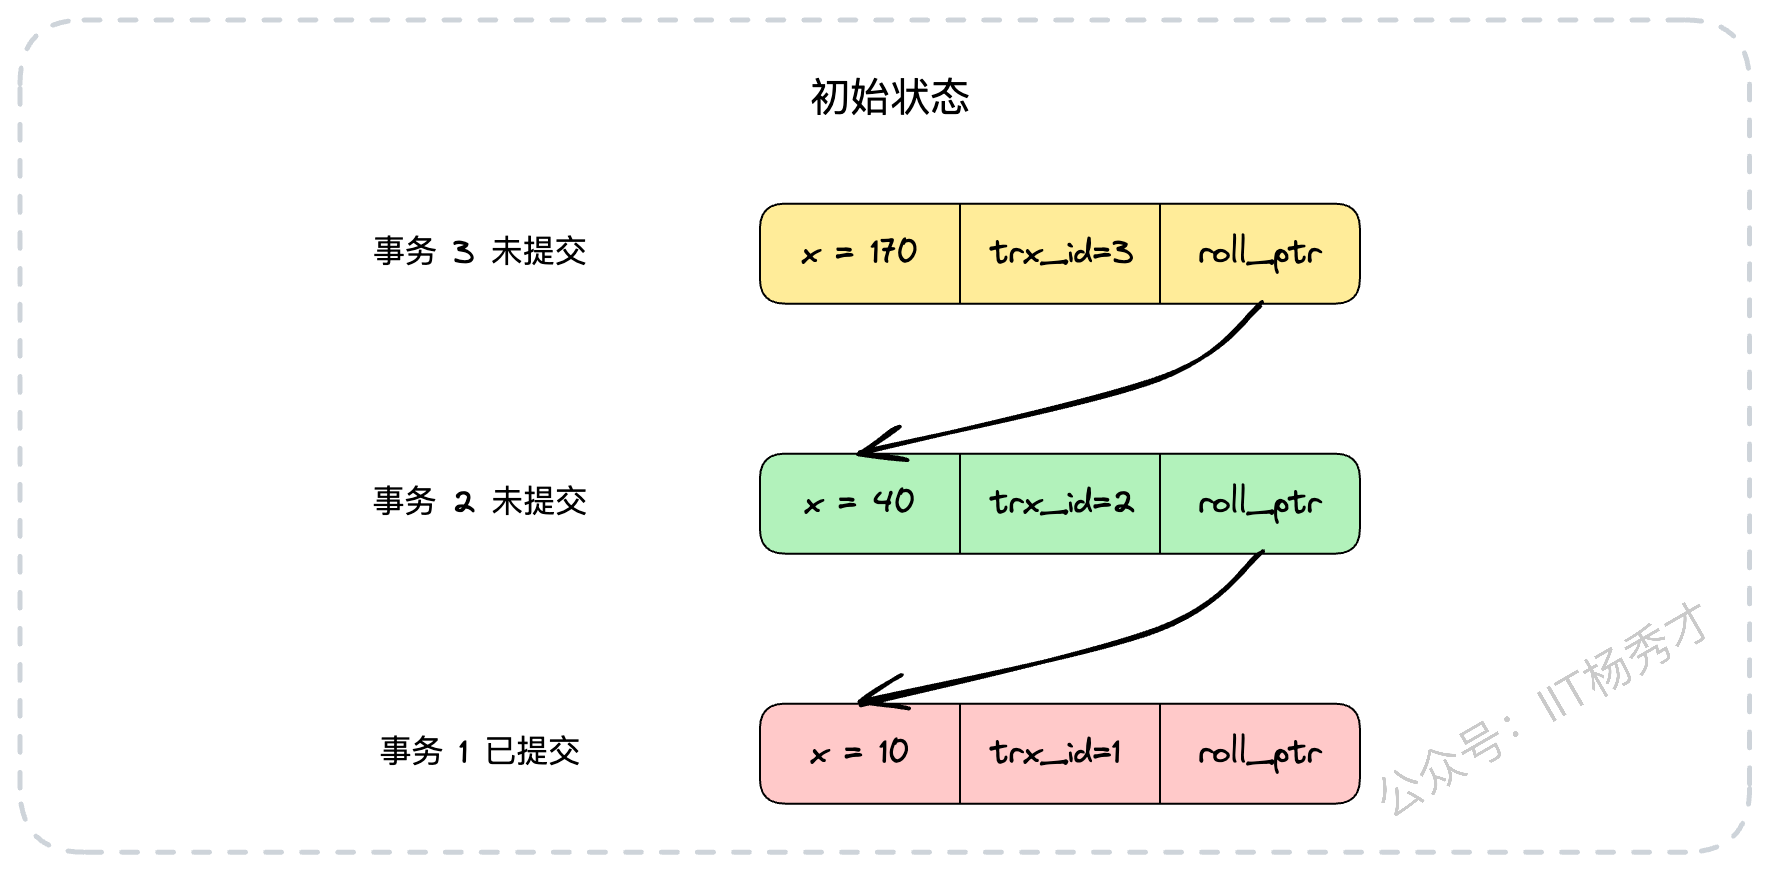 初始状态
事务 3 未提交
x = 170
trx_id=3
roll_ptr
事务 2 未提交
x = 40
trx_id=2
roll_ptr
事务 1 已提交
x = 10
trx_id=1
roll_ptr
公众号：IIT杨秀才